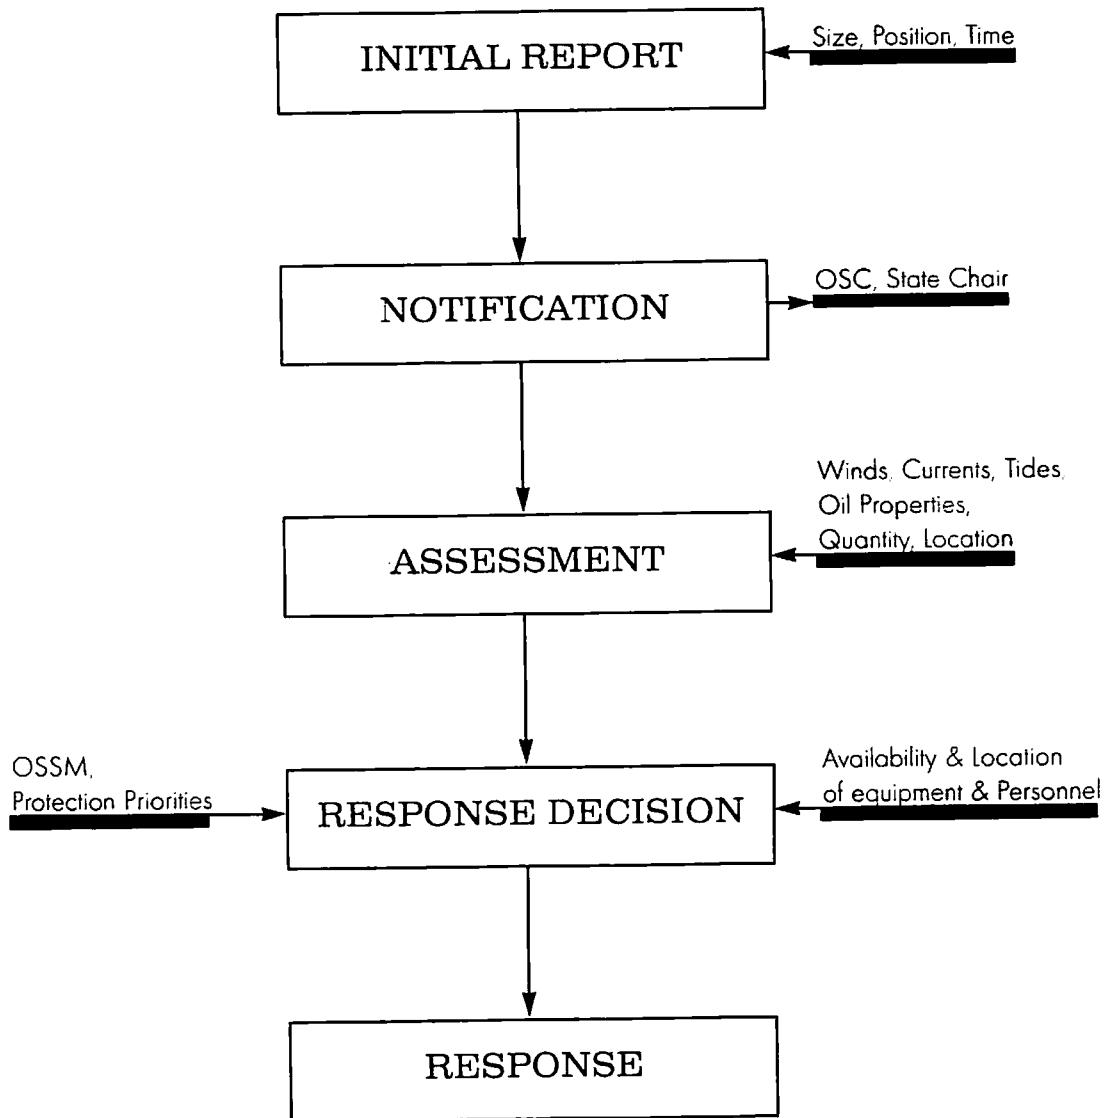 INITIAL REPORT
Size, Position, Time
NOTIFICATION
OSC, State Chair
Winds, Currents, Tides,
Oil Properties,
Quantity, Location
ASSESSMENT
OSSM,
Protection Priorities
RESPONSE DECISION
Availability & Location
of equipment & Personnel
RESPONSE